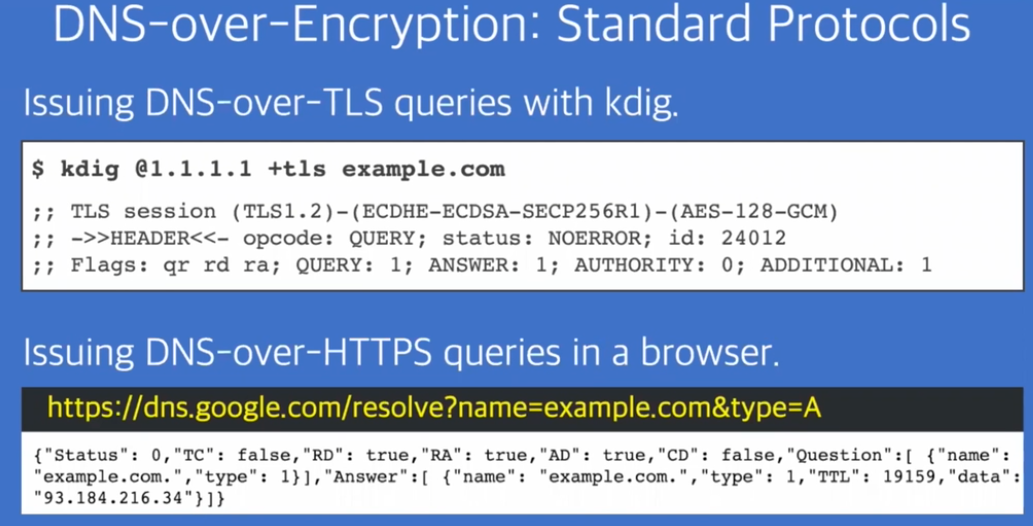 DNS-over-Encryption: Standard Protocols
Issuing DNS-over-TLS queries with kdig.
$ kdig @1.1.1.1 +tls example.com
;; TLS session (TLS1.2)-(ECDHE-ECDSA-SECP256R1)-(AES-128-GCM)
;; ->>HEADER<<- opcode: QUERY; status: NOERROR; id: 24012
;; Flags: qr rd ra; QUERY: 1; ANSWER: 1; AUTHORITY: 0; ADDITIONAL: 1
Issuing DNS-over-HTTPS queries in a browser.
https://dns.google.com/resolve?name=example.com&type=A
{"Status": 0,"TC": false,"RD": true,"RA": true,"AD": true,"CD": false,"Question":[ {"name":
"example.com.","type": 1}],"Answer":[ {"name": "example.com.","type": 1,"TTL": 19159,"data":
"93.184.216.34"}]}